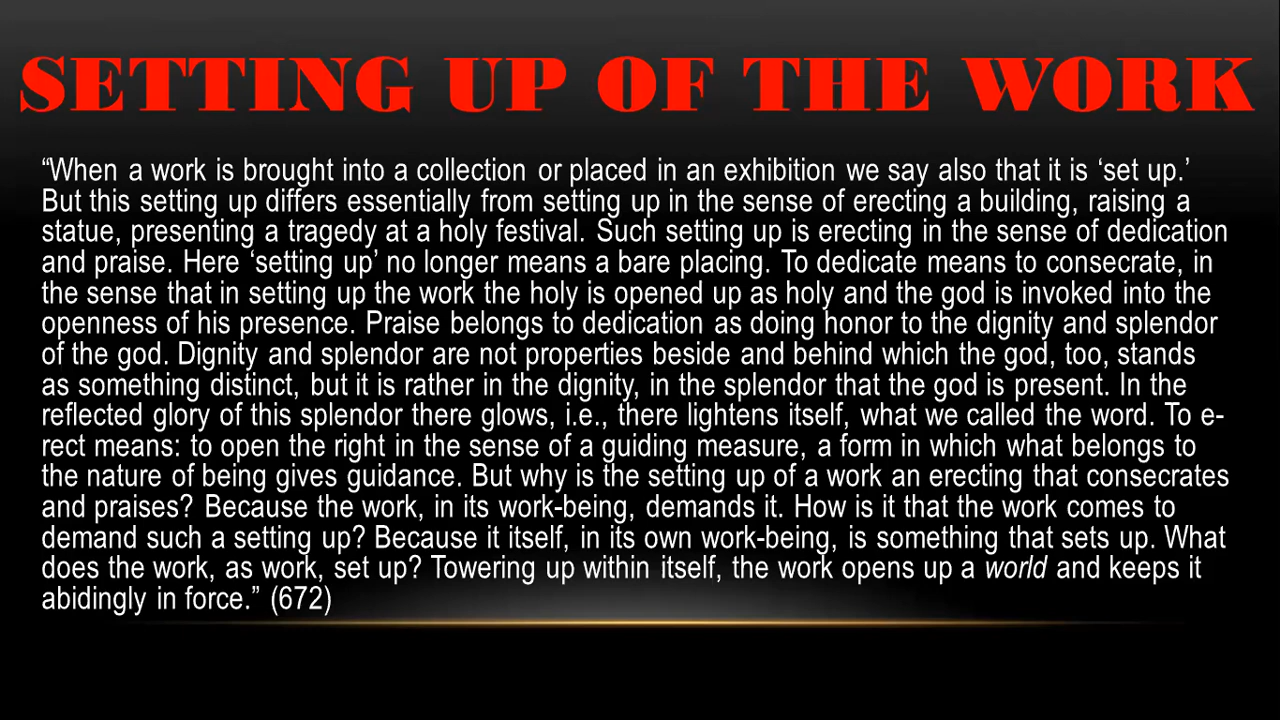 SETTING UP OF THE WORK
“When a work is brought into a collection or placed in an exhibition we say also that it is ‘set up.’
But this setting up differs essentially from setting up in the sense of erecting a building, raising a
statue, presenting a tragedy at a holy festival. Such setting up is erecting in the sense of dedication
and praise. Here ‘setting up’ no longer means a bare placing. To dedicate means to consecrate, in
the sense that in setting up the work the holy is opened up as holy and the god is invoked into the
openness of his presence. Praise belongs to dedication as doing honor to the dignity and splendor
of the god. Dignity and splendor are not properties beside and behind which the god, too, stands
as something distinct, but it is rather in the dignity, in the splendor that the god is present. In the
reflected glory of this splendor there glows, i.e., there lightens itself, what we called the word. To e-
rect means: to open the right in the sense of a guiding measure, a form in which what belongs to
the nature of being gives guidance. But why is the setting up of a work an erecting that consecrates
and praises? Because the work, in its work-being, demands it. How is it that the work comes to
demand such a setting up? Because it itself, in its own work-being, is something that sets up. What
does the work, as work, set up? Towering up within itself, the work opens up a world and keeps it
abidingly in force.” (672)